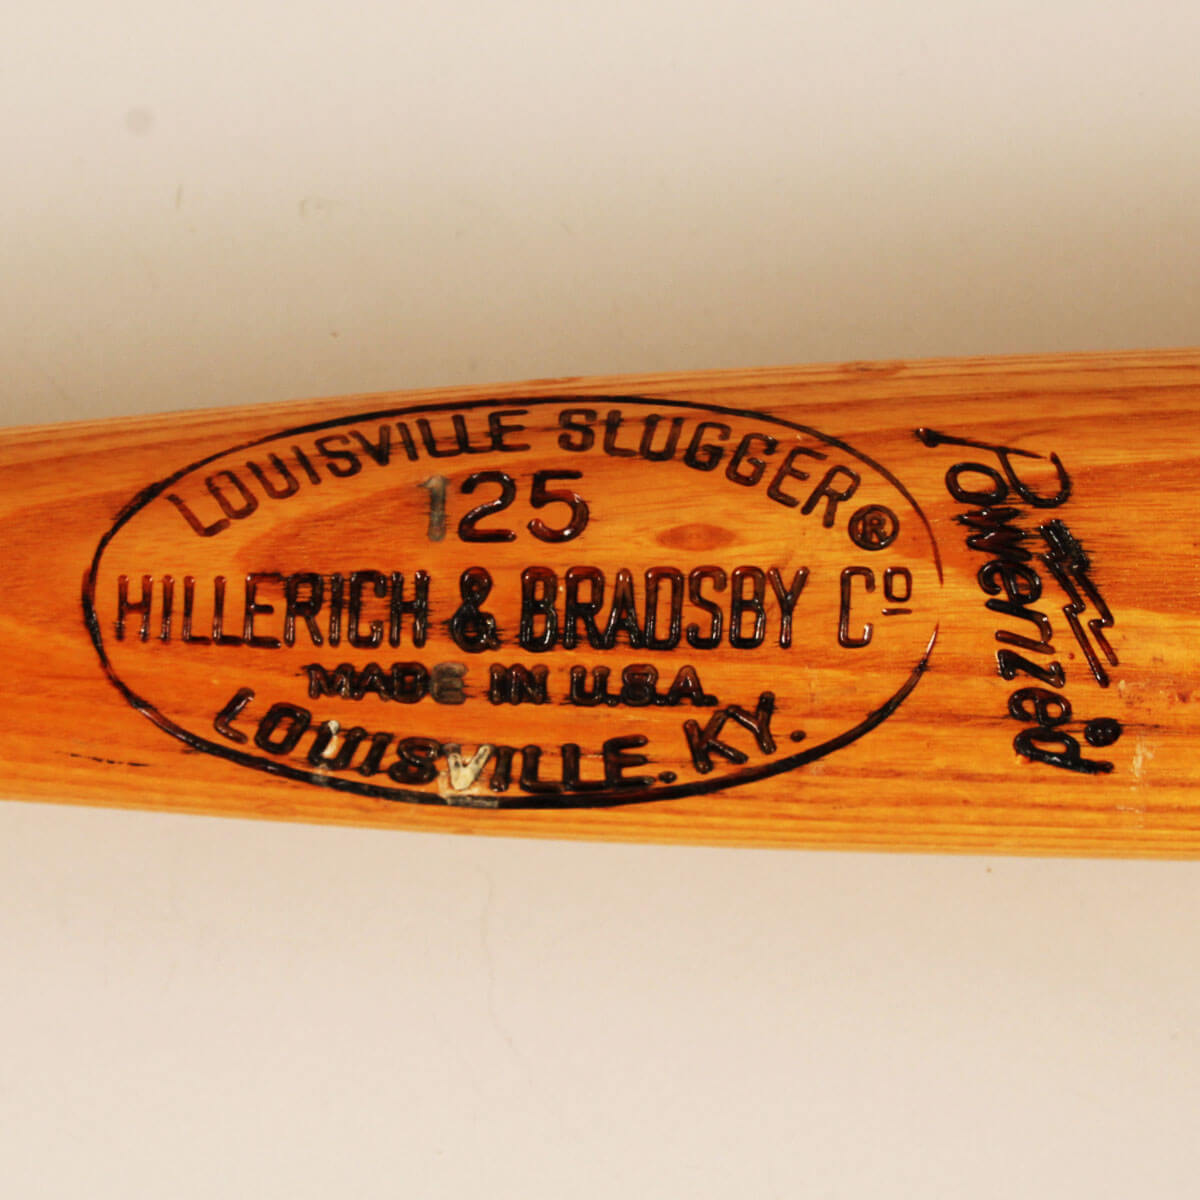 LOUISVILLE SLUGGER®
125
HILLERICH & BRADSBY Cº
MADE IN U.S.A.
LOUISVILLE. KY.
Powerized